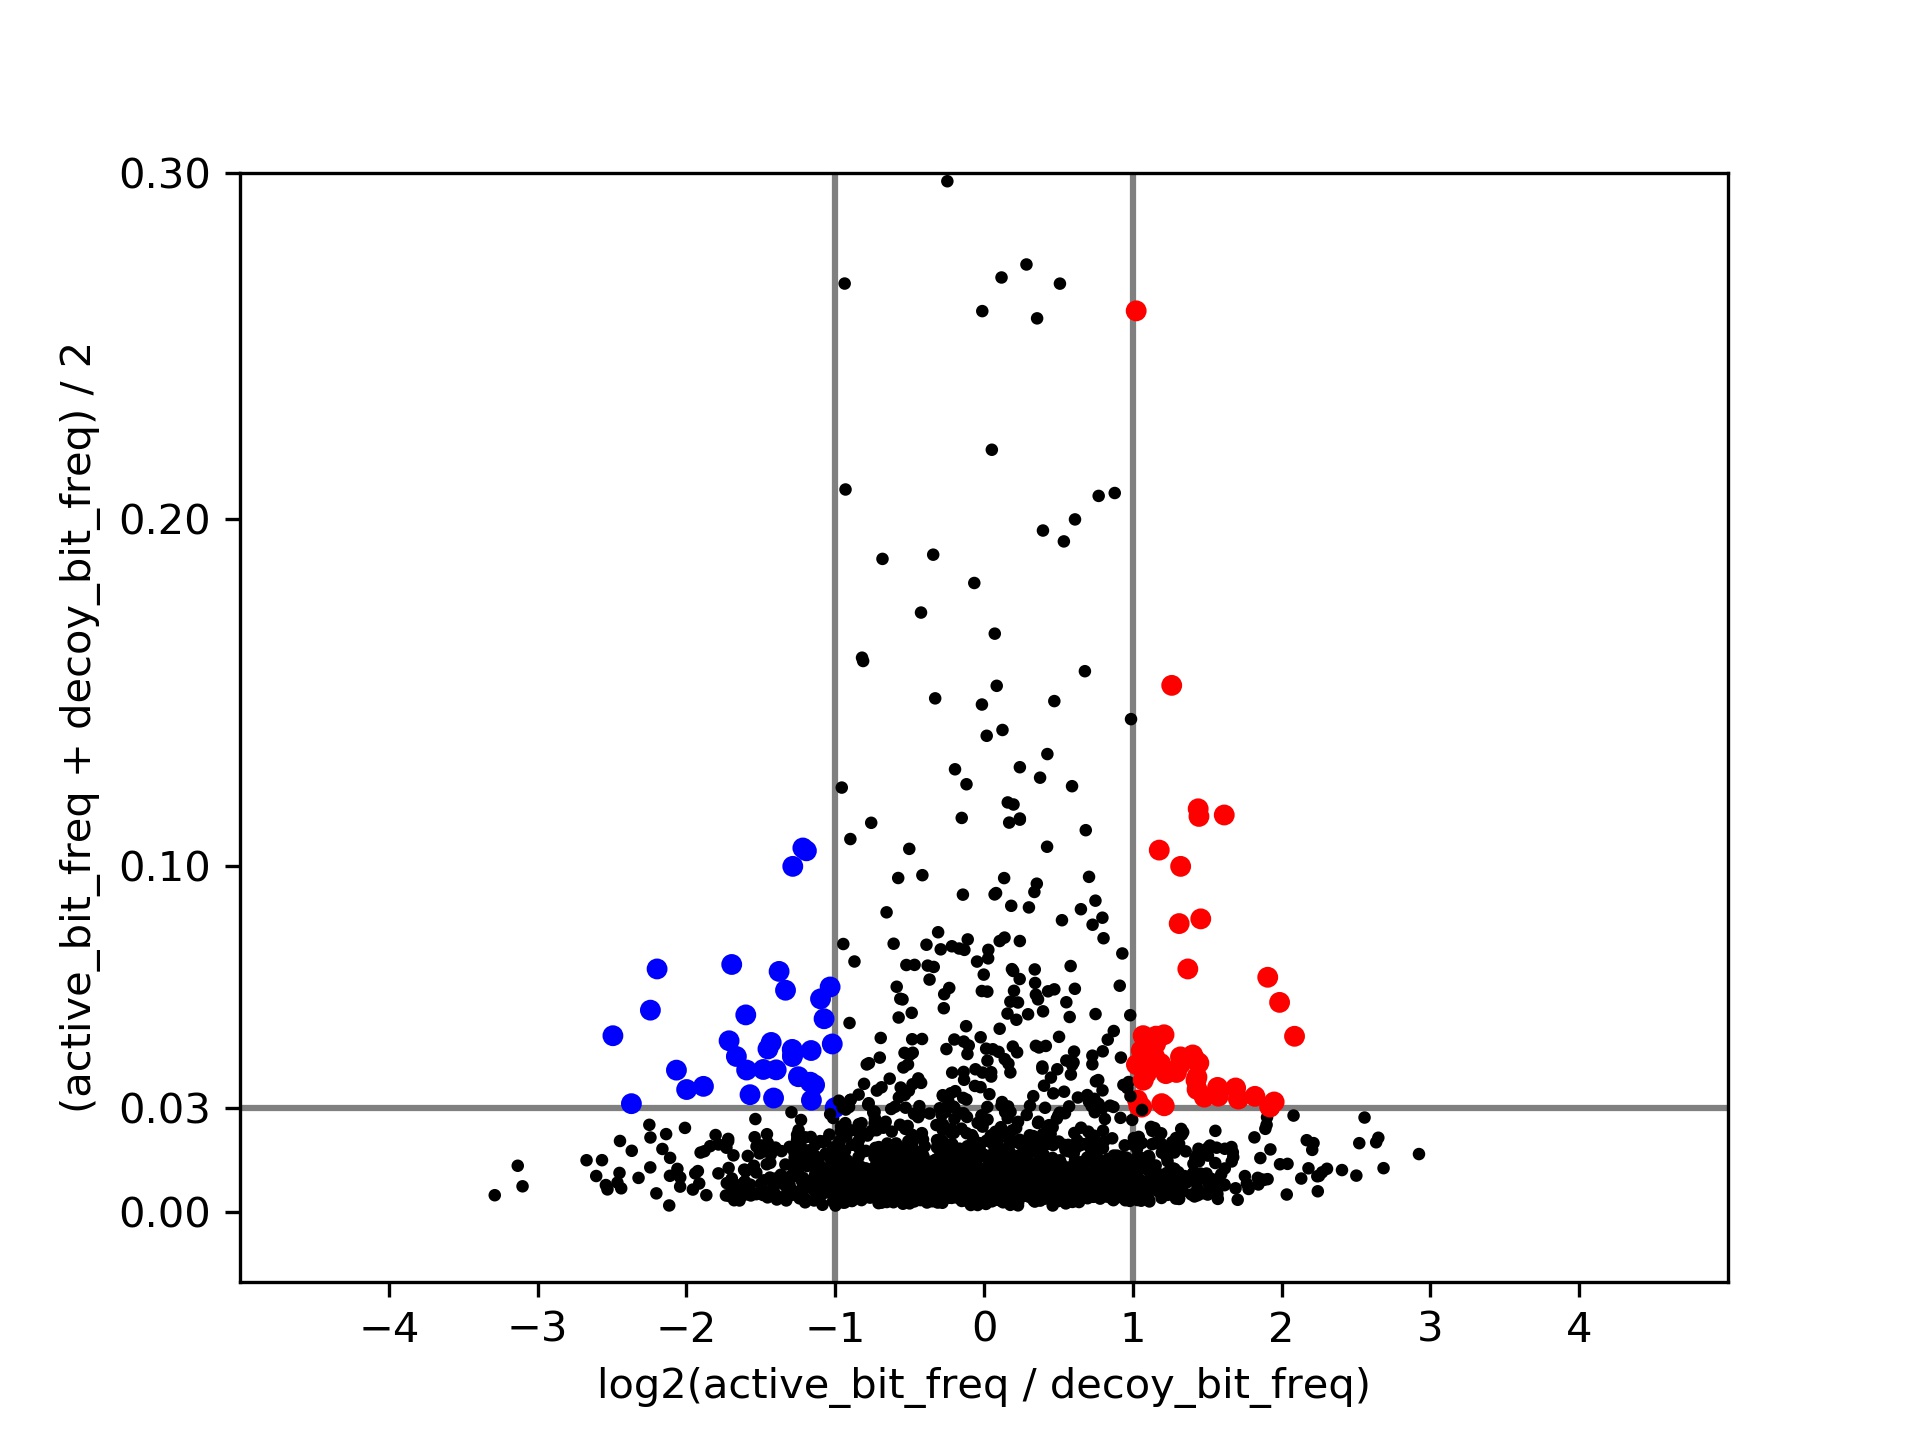 (active_bit_freq + decoy_bit_freq) / 2
0.30
0.20
0.10
0.03
0.00
−4 −3 −2 −1 0 1 2 3 4
log2(active_bit_freq / decoy_bit_freq)